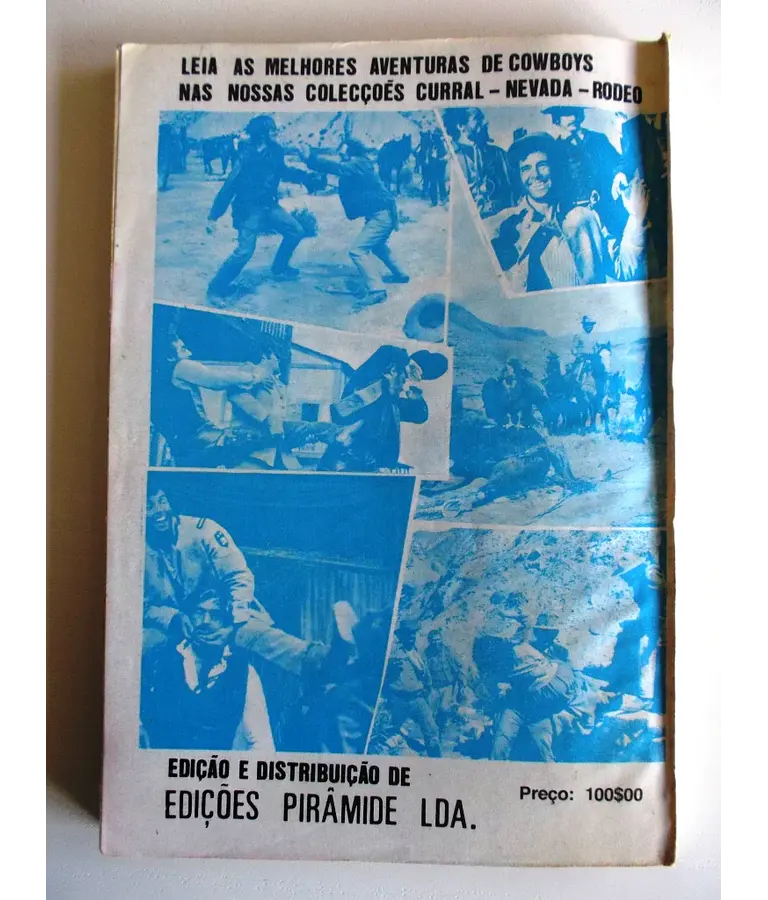 LEIA AS MELHORES AVENTURAS DE COWBOYS
NAS NOSSAS COLECÇOẼS CURRAL – NEVADA – RODEO
EDIÇÃO E DISTRIBUIÇÃO DE
EDIÇÕES PIRÂMIDE LDA.
Preço: 100$00